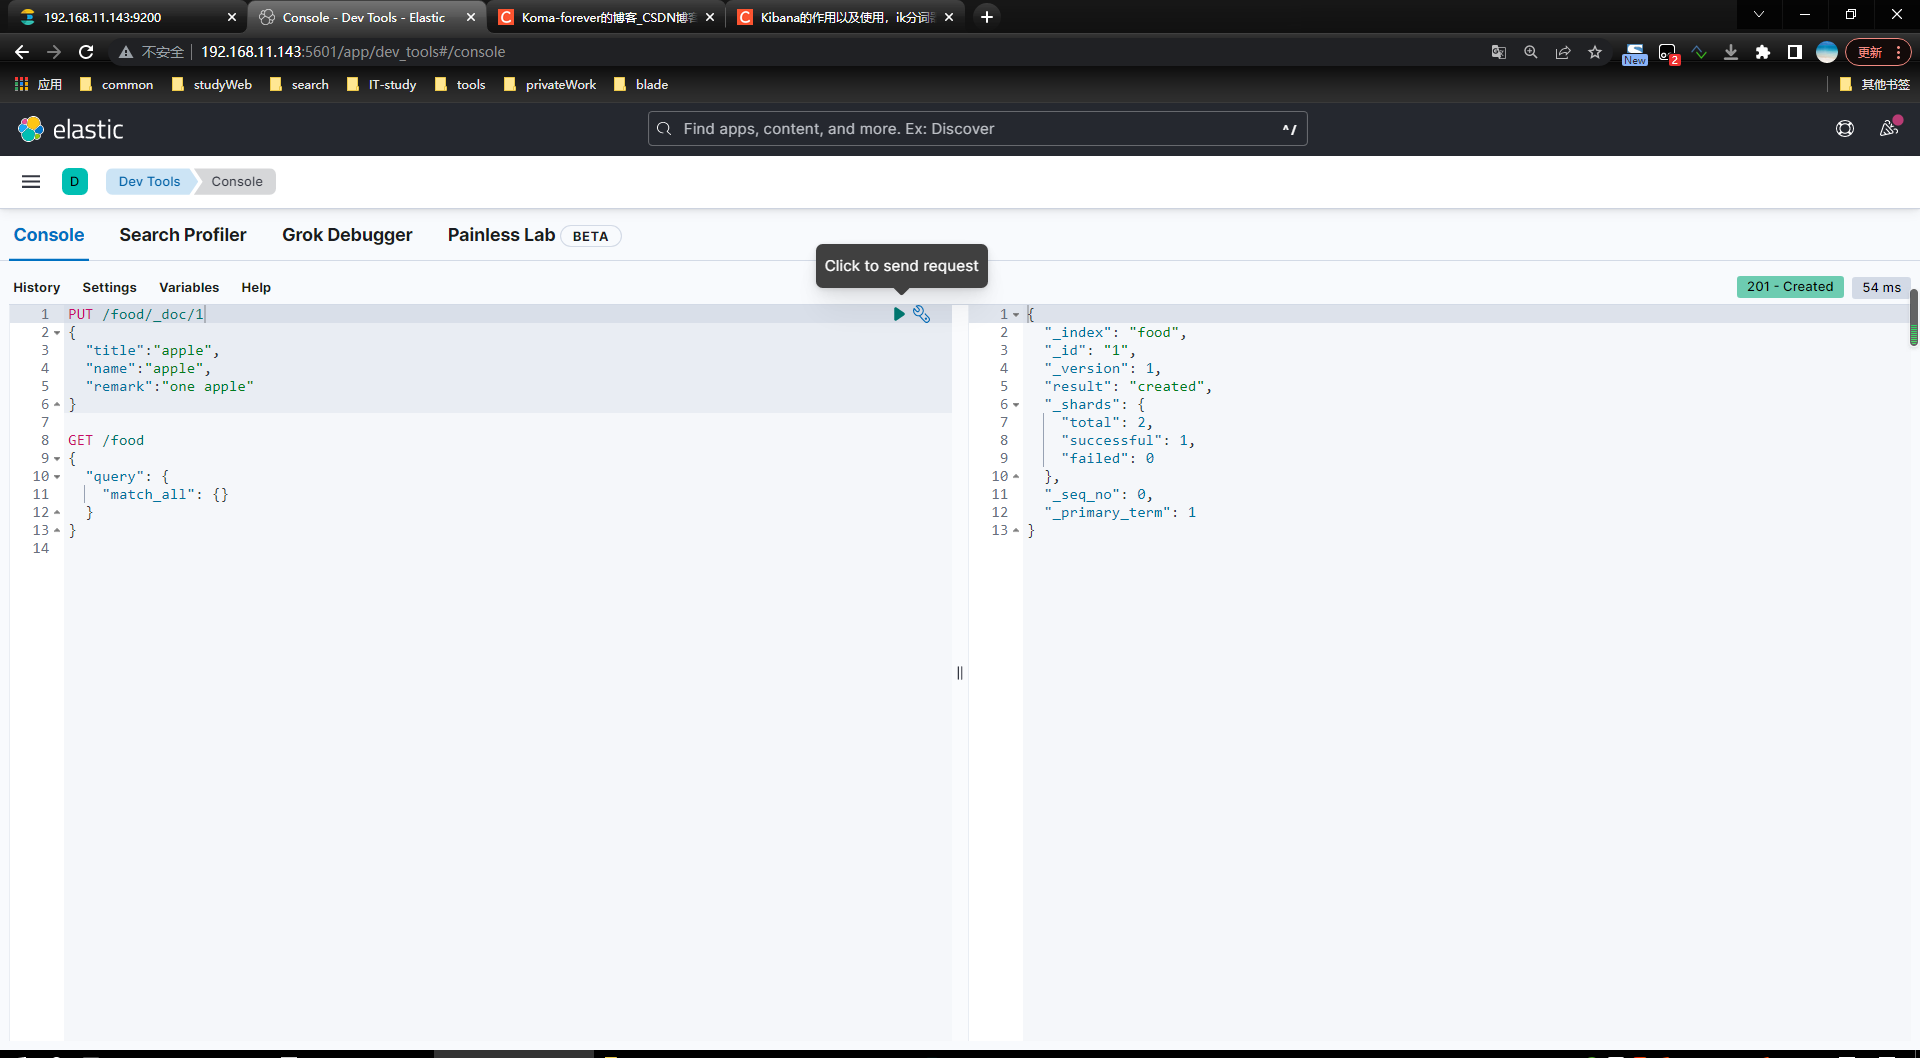 192.168.11.143:9200
Console - Dev Tools - Elastic
Koma-forever的博客_CSDN博客
Kibana的作用以及使用，ik分词
不安全 192.168.11.143:5601/app/dev_tools#/console
New
2
更新
应用 common studyWeb search IT-study tools privateWork blade 其他书签
elastic
Find apps, content, and more. Ex: Discover ^/
D Dev Tools Console
Console Search Profiler Grok Debugger Painless Lab BETA
Click to send request
History Settings Variables Help
201 - Created 54 ms
1 PUT /food/_doc/1
2 {
3 "title":"apple",
4 "name":"apple",
5 "remark":"one apple"
6 }
7
8 GET /food
9 {
10 "query": {
11 "match_all": {}
12 }
13 }
14
1 {
2 "_index": "food",
3 "_id": "1",
4 "_version": 1,
5 "result": "created",
6 "_shards": {
7 "total": 2,
8 "successful": 1,
9 "failed": 0
10 },
11 "_seq_no": 0,
12 "_primary_term": 1
13 }